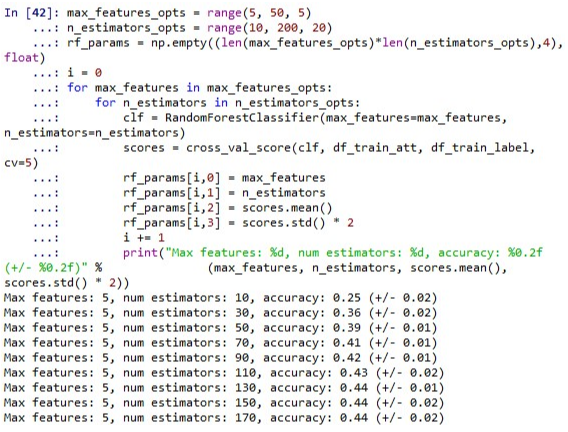 In [42]: max_features_opts = range(5, 50, 5)
    ...: n_estimators_opts = range(10, 200, 20)
    ...: rf_params = np.empty((len(max_features_opts)*len(n_estimators_opts),4),
float)
    ...: i = 0
    ...: for max_features in max_features_opts:
    ...:     for n_estimators in n_estimators_opts:
    ...:         clf = RandomForestClassifier(max_features=max_features,
n_estimators=n_estimators)
    ...:         scores = cross_val_score(clf, df_train_att, df_train_label,
cv=5)
    ...:         rf_params[i,0] = max_features
    ...:         rf_params[i,1] = n_estimators
    ...:         rf_params[i,2] = scores.mean()
    ...:         rf_params[i,3] = scores.std() * 2
    ...:         i += 1
    ...:         print("Max features: %d, num estimators: %d, accuracy: %0.2f
(+/- %0.2f)" %              (max_features, n_estimators, scores.mean(),
scores.std() * 2))
Max features: 5, num estimators: 10, accuracy: 0.25 (+/- 0.02)
Max features: 5, num estimators: 30, accuracy: 0.36 (+/- 0.02)
Max features: 5, num estimators: 50, accuracy: 0.39 (+/- 0.01)
Max features: 5, num estimators: 70, accuracy: 0.41 (+/- 0.01)
Max features: 5, num estimators: 90, accuracy: 0.42 (+/- 0.01)
Max features: 5, num estimators: 110, accuracy: 0.43 (+/- 0.02)
Max features: 5, num estimators: 130, accuracy: 0.44 (+/- 0.01)
Max features: 5, num estimators: 150, accuracy: 0.44 (+/- 0.02)
Max features: 5, num estimators: 170, accuracy: 0.44 (+/- 0.02)